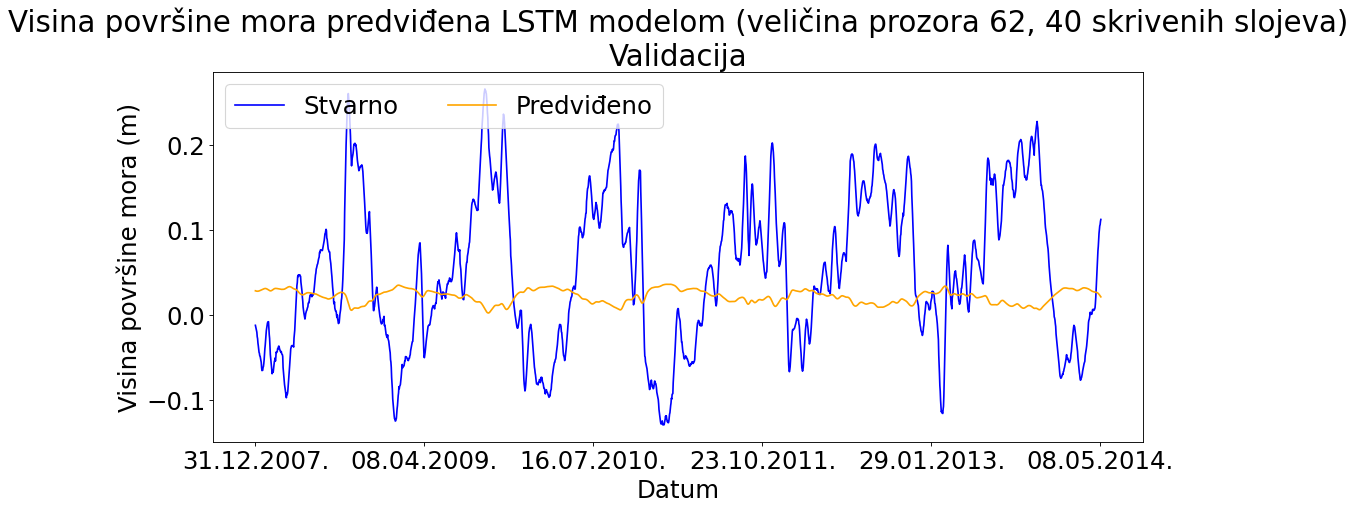 Visina površine mora predviđena LSTM modelom (veličina prozora 62, 40 skrivenih slojeva)
Validacija
Stvarno
Predviđeno
Visina površine mora (m)
0.2
0.1
0.0
−0.1
31.12.2007.
08.04.2009.
16.07.2010.
23.10.2011.
29.01.2013.
08.05.2014.
Datum